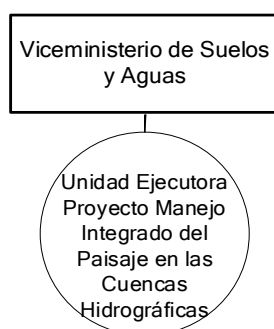 Viceministerio de Suelos
y Aguas
Unidad Ejecutora
Proyecto Manejo
Integrado del
Paisaje en las
Cuencas
Hidrográficas